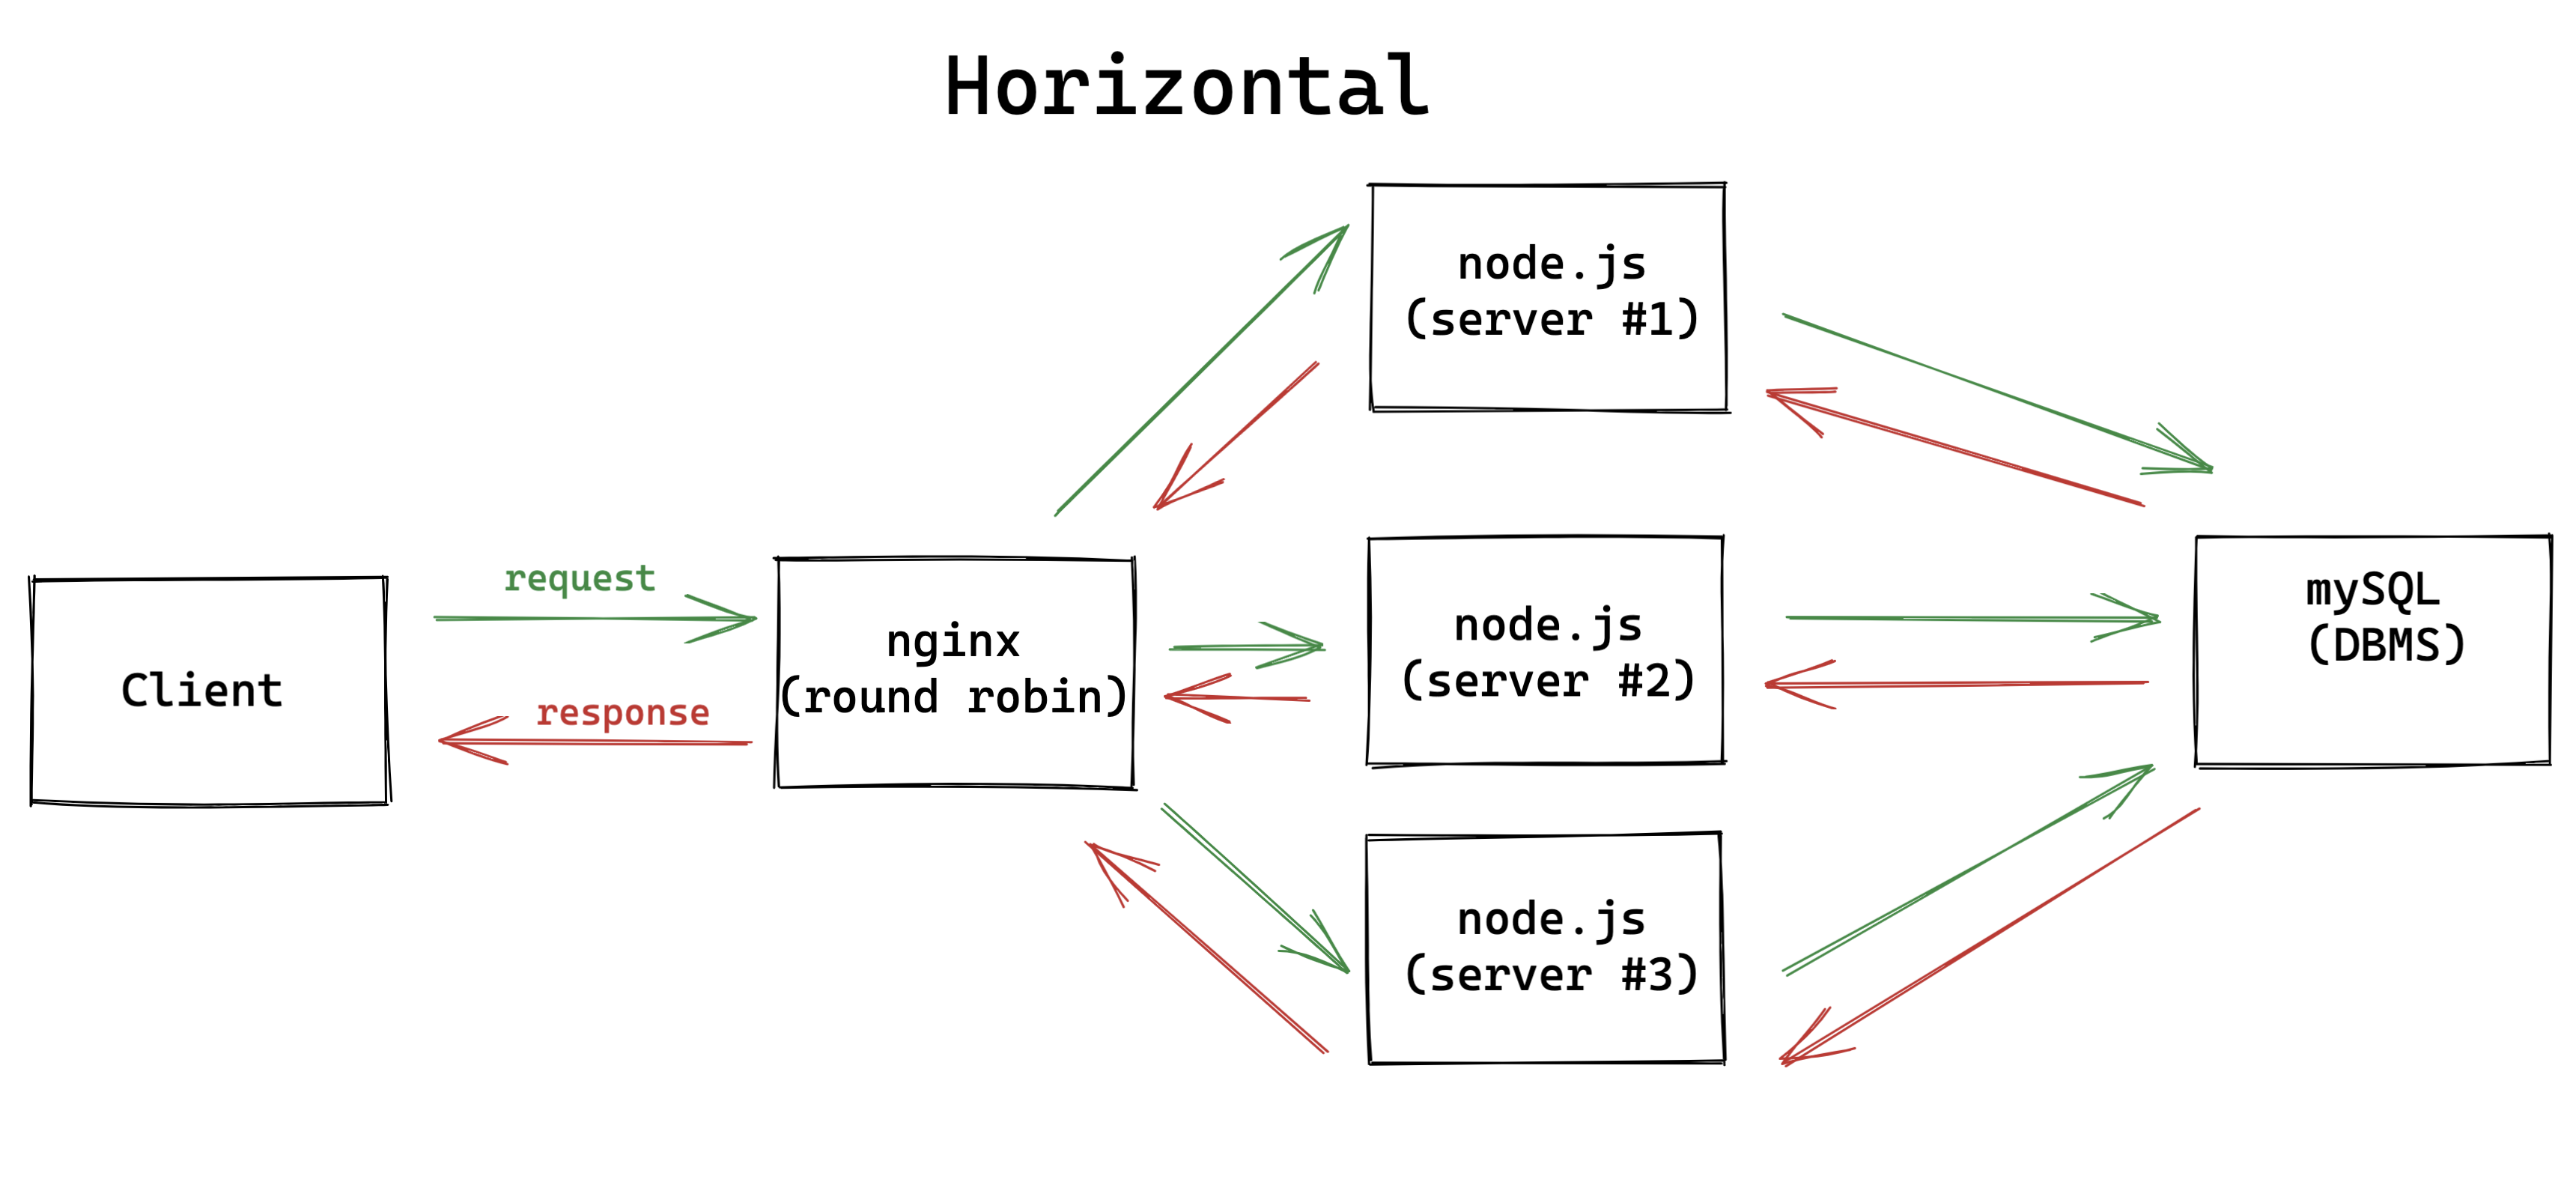 Horizontal
node.js
(server #1)
request
response
Client
nginx
(round robin)
node.js
(server #2)
mySQL
(DBMS)
node.js
(server #3)